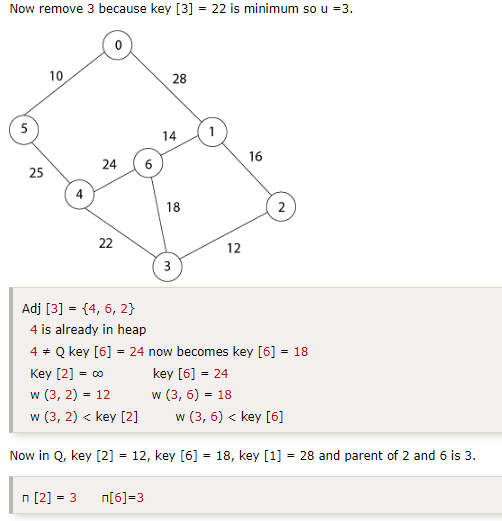 Now remove 3 because key [3] = 22 is minimum so u =3.
0
10
28
5
14
1
24
6
16
25
4
18
2
22
12
3
Adj [3] = {4, 6, 2}
4 is already in heap
4 ≠ Q key [6] = 24 now becomes key [6] = 18
Key [2] = ∞ key [6] = 24
w (3, 2) = 12 w (3, 6) = 18
w (3, 2) < key [2] w (3, 6) < key [6]
Now in Q, key [2] = 12, key [6] = 18, key [1] = 28 and parent of 2 and 6 is 3.
π [2] = 3 π[6]=3